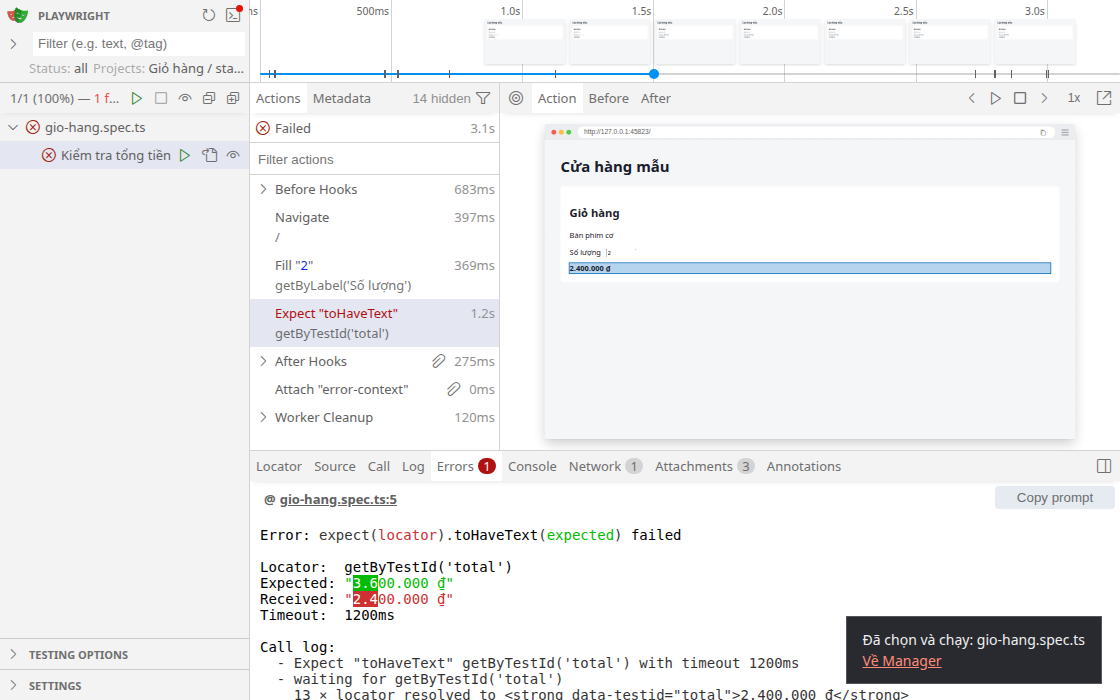 PLAYWRIGHT
Filter (e.g. text, @tag)
Status: all Projects: Giỏ hàng / sta...
1/1 (100%) — 1 f...
gio-hang.spec.ts
Kiểm tra tổng tiền
TESTING OPTIONS
SETTINGS
ns
500ms
1.0s
1.5s
2.0s
2.5s
3.0s
Actions
Metadata
14 hidden
Failed
3.1s
Filter actions
Before Hooks
683ms
Navigate
397ms
/
Fill "2"
369ms
getByLabel('Số lượng')
Expect "toHaveText"
1.2s
getByTestId('total')
After Hooks
275ms
Attach "error-context"
0ms
Worker Cleanup
120ms
Action
Before
After
1x
http://127.0.0.1:45823/
Cửa hàng mẫu
Giỏ hàng
Bàn phím cơ
Số lượng 2
2.400.000 ₫
Locator
Source
Call
Log
Errors 1
Console
Network 1
Attachments 3
Annotations
@ gio-hang.spec.ts:5
Copy prompt
Error: expect(locator).toHaveText(expected) failed
Locator: getByTestId('total')
Expected: "3.600.000 ₫"
Received: "2.400.000 ₫"
Timeout: 1200ms
Call log:
- Expect "toHaveText" getByTestId('total') with timeout 1200ms
- waiting for getByTestId('total')
13 × locator resolved to <strong data-testid="total">2.400.000 ₫</strong>
Đã chọn và chạy: gio-hang.spec.ts
Về Manager